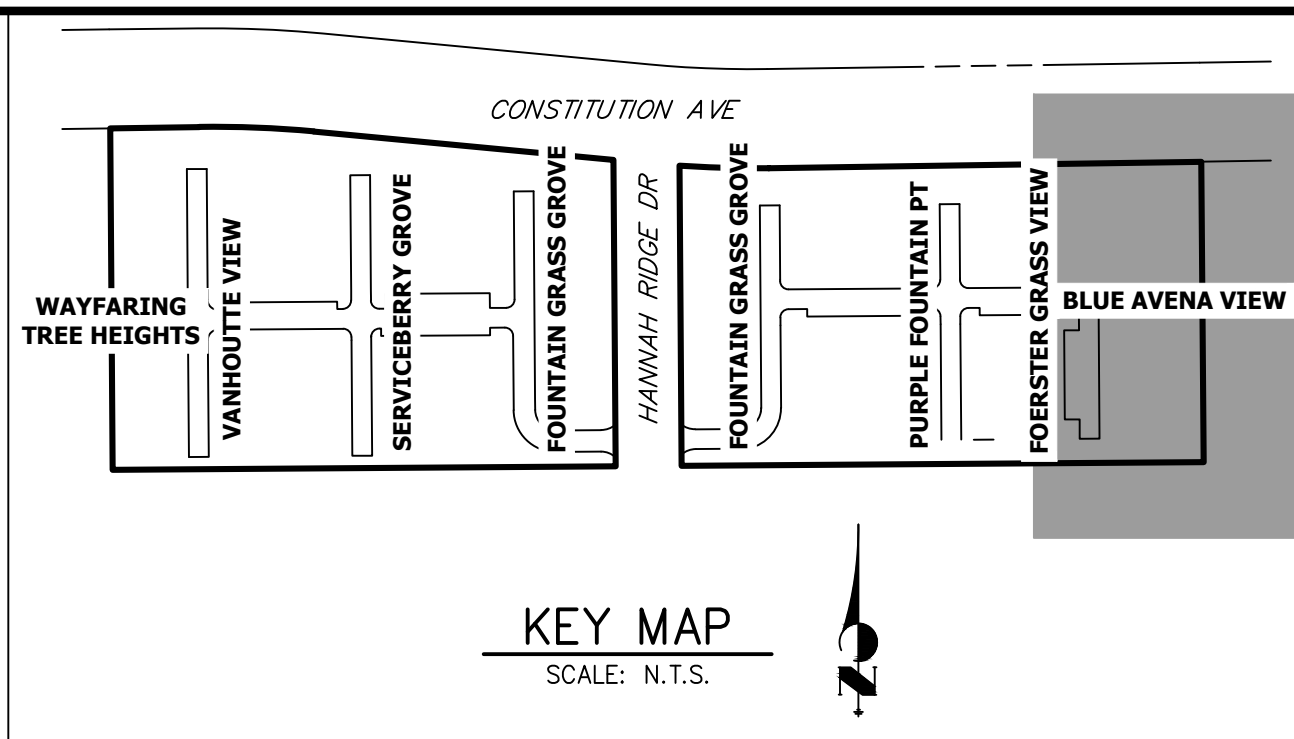 CONSTITUTION AVE
WAYFARING
TREE HEIGHTS
VANHOUTTE VIEW
SERVICEBERRY GROVE
FOUNTAIN GRASS GROVE
HANNAH RIDGE DR
FOUNTAIN GRASS GROVE
PURPLE FOUNTAIN PT
FOERSTER GRASS VIEW
BLUE AVENA VIEW
KEY MAP
SCALE: N.T.S.
N